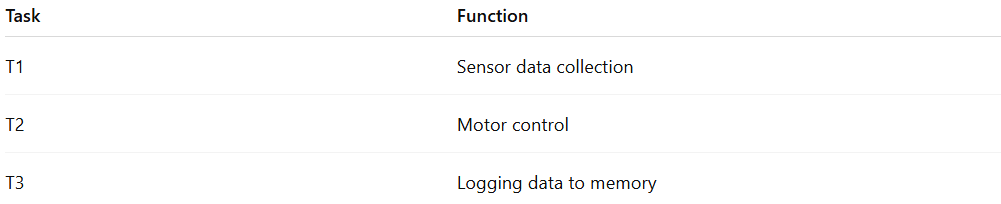 Task Function
T1 Sensor data collection
T2 Motor control
T3 Logging data to memory